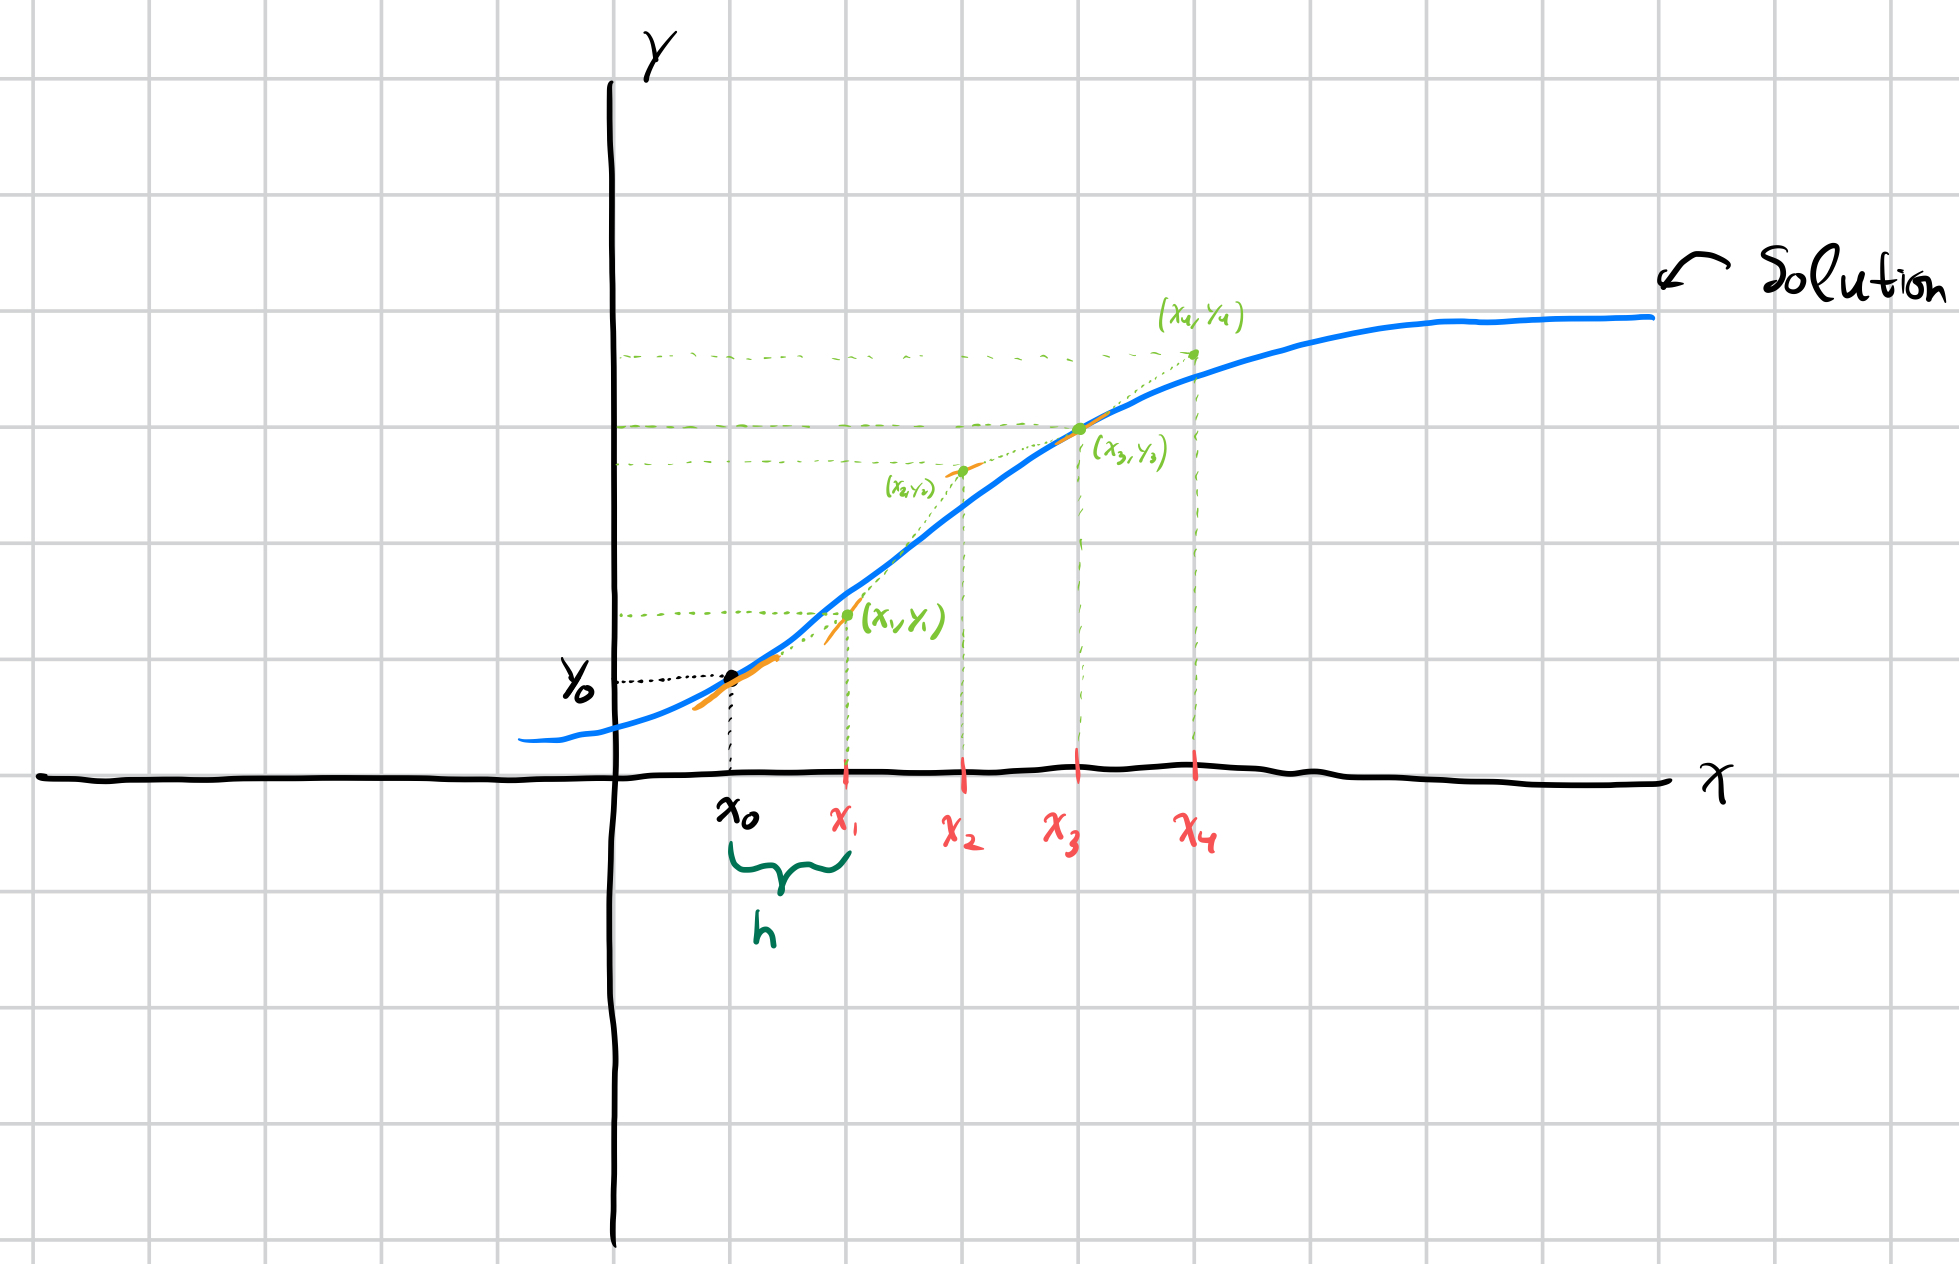 Y
Solution
(x₄, y₄)
(x₃, y₃)
(x₂, y₂)
(x₁, y₁)
y₀
x
x₀ x₁ x₂ x₃ x₄
h